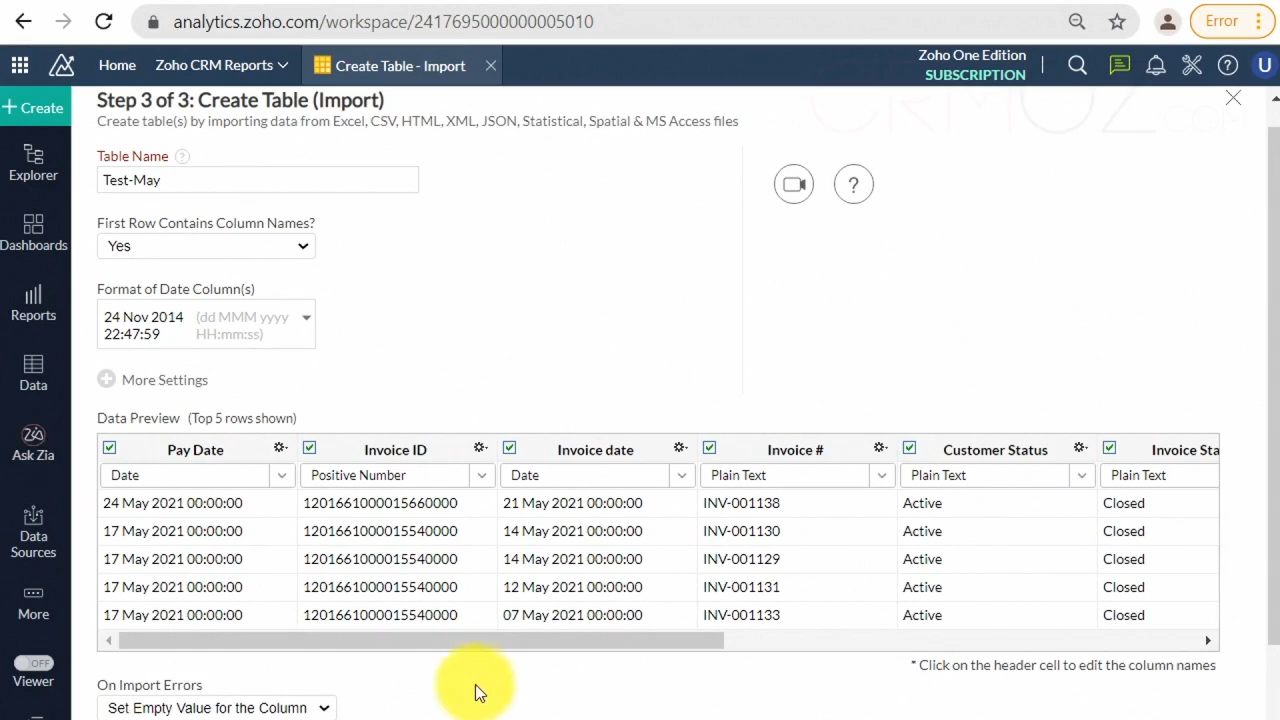 analytics.zoho.com/workspace/2417695000000005010
Error
Home
Zoho CRM Reports
Create Table - Import
Zoho One Edition
SUBSCRIPTION
U
+ Create
Explorer
Dashboards
Reports
Data
Ask Zia
Data
Sources
More
OFF
Viewer
Step 3 of 3: Create Table (Import)
Create table(s) by importing data from Excel, CSV, HTML, XML, JSON, Statistical, Spatial & MS Access files
CRMOZ.com
Table Name ?
Test-May
?
First Row Contains Column Names?
Yes
Format of Date Column(s)
24 Nov 2014 (dd MMM yyyy
22:47:59 HH:mm:ss)
More Settings
Data Preview (Top 5 rows shown)
Pay Date Invoice ID Invoice date Invoice # Customer Status Invoice Sta
Date Positive Number Date Plain Text Plain Text Plain Text
24 May 2021 00:00:00 1201661000015660000 21 May 2021 00:00:00 INV-001138 Active Closed
17 May 2021 00:00:00 1201661000015540000 14 May 2021 00:00:00 INV-001130 Active Closed
17 May 2021 00:00:00 1201661000015540000 14 May 2021 00:00:00 INV-001129 Active Closed
17 May 2021 00:00:00 1201661000015540000 12 May 2021 00:00:00 INV-001131 Active Closed
17 May 2021 00:00:00 1201661000015540000 07 May 2021 00:00:00 INV-001133 Active Closed
* Click on the header cell to edit the column names
On Import Errors
Set Empty Value for the Column